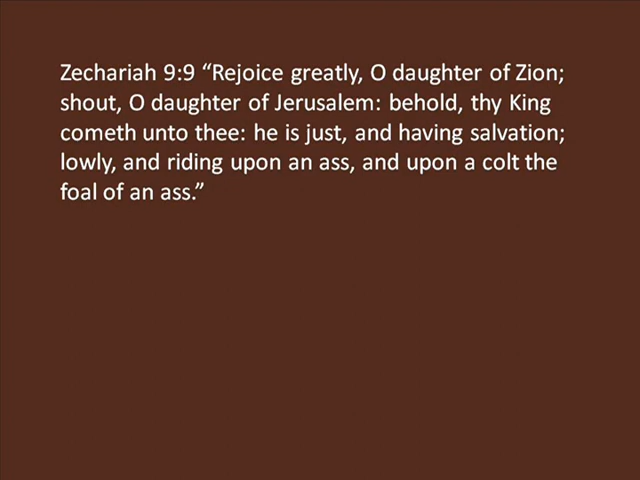 Zechariah 9:9 “Rejoice greatly, O daughter of Zion;
shout, O daughter of Jerusalem: behold, thy King
cometh unto thee: he is just, and having salvation;
lowly, and riding upon an ass, and upon a colt the
foal of an ass.”